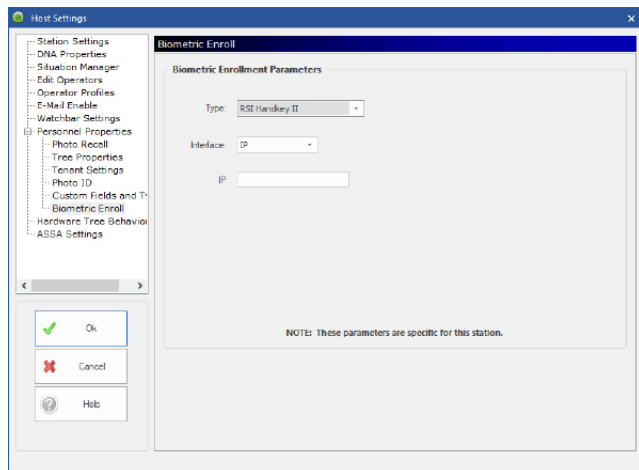 Host Settings
Station Settings
DNA Properties
Situation Manager
Edit Operators
Operator Profiles
E-Mail Enable
Watchbar Settings
Personnel Properties
Photo Recall
Tree Properties
Tenant Settings
Photo ID
Custom Fields and T
Biometric Enroll
Hardware Tree Behavior
ASSA Settings
Ok
Cancel
Help
Biometric Enroll
Biometric Enrollment Parameters
Type: RSI Handkey II
Interface: IP
IP
NOTE: These parameters are specific for this station.